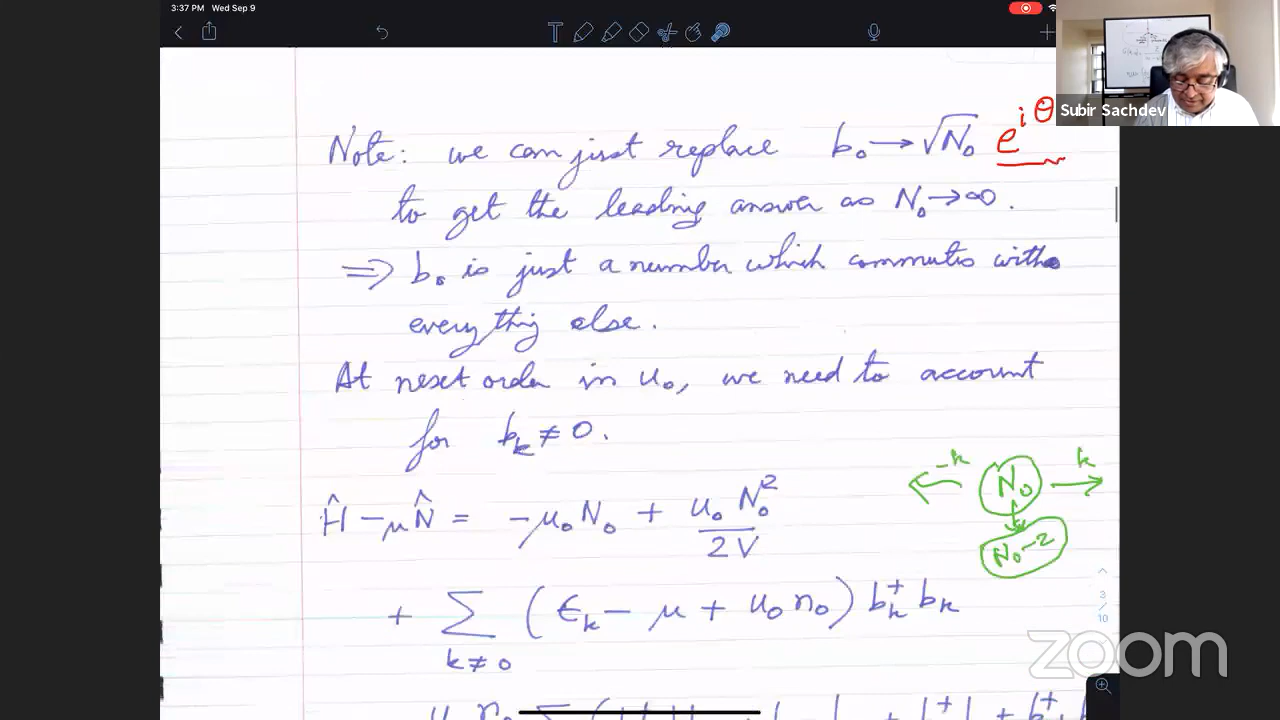 3:37 PM Wed Sep 9
Subir Sachdev
Note: we can just replace b₀ → √N₀ e^{iθ}
to get the leading answer as N₀ → ∞.
⇒ b₀ is just a number which commutes with
everything else.
At next order in u₀, we need to account
for b_k ≠ 0.
-k N₀ k
N₀-2
Ĥ - μN̂ = -μ₀N₀ + u₀N₀²/2V
+ Σ_{k≠0} (ϵ_k - μ + u₀n₀) b_k⁺ b_k
3
/
10
zoom